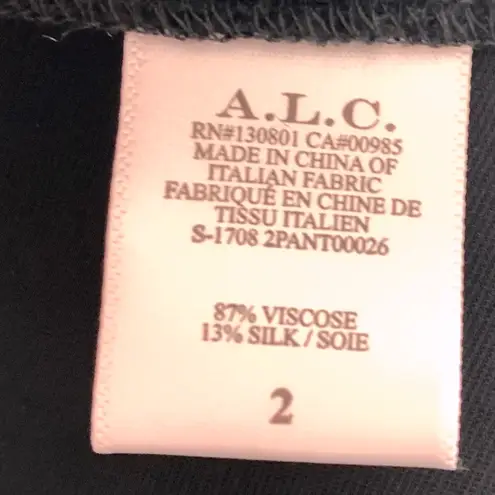 A.L.C.
RN#130801 CA#00985
MADE IN CHINA OF
ITALIAN FABRIC
FABRIQUÉ EN CHINE DE
TISSU ITALIEN
S-1708 2PANT00026
87% VISCOSE
13% SILK / SOIE
2